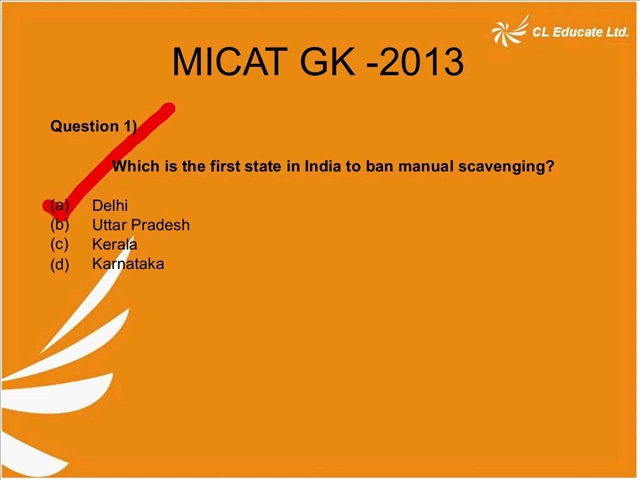 CL Educate Ltd.
MICAT GK -2013
Question 1)
Which is the first state in India to ban manual scavenging?
(a) Delhi
(b) Uttar Pradesh
(c) Kerala
(d) Karnataka